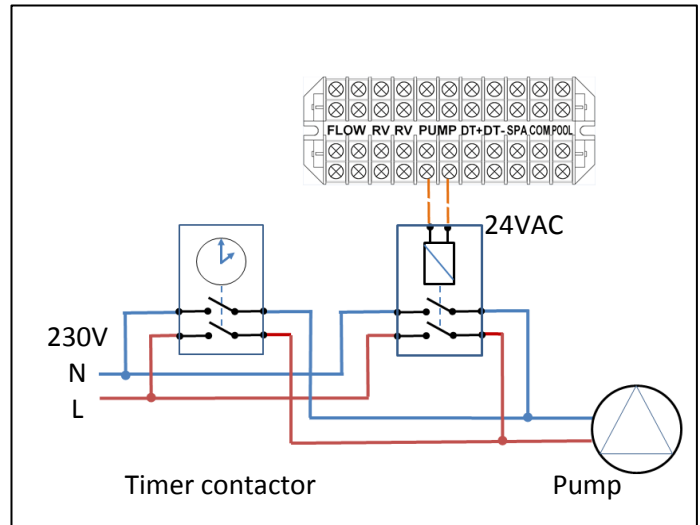 FLOW RV RV PUMP DT+ DT- SPA COM POOL
24VAC
230V
N
L
Timer contactor
Pump